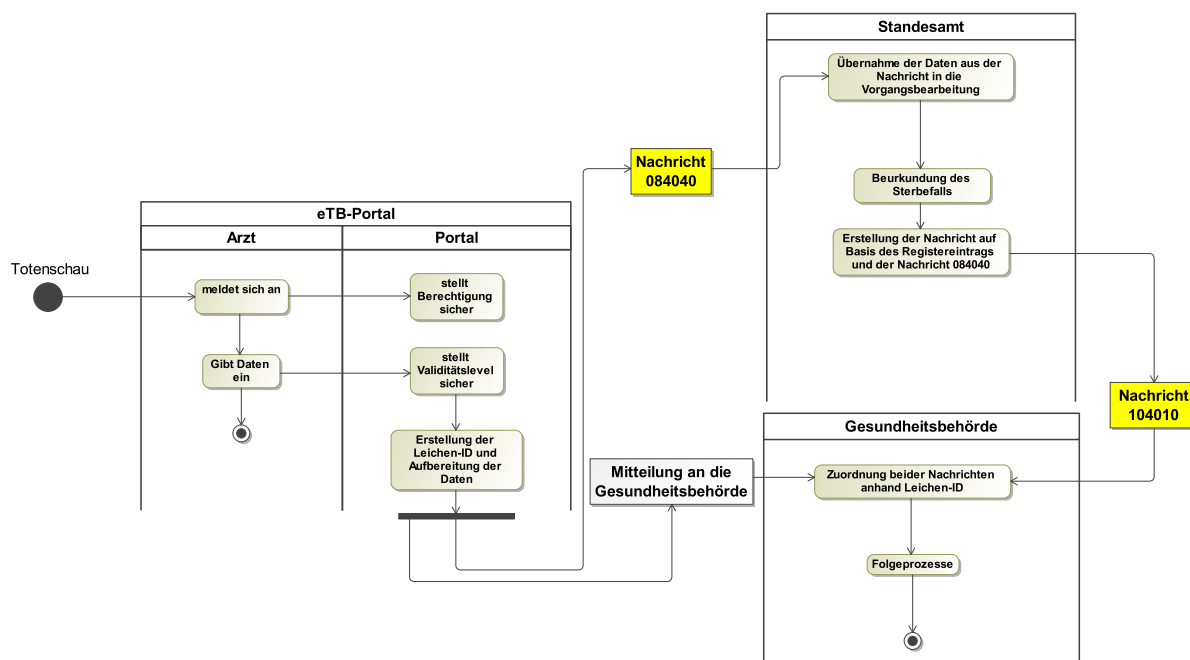 Standesamt
Übernahme der Daten aus der
Nachricht in die
Vorgangsbearbeitung
Nachricht
084040
Beurkundung des
Sterbefalls
Erstellung der Nachricht auf
Basis des Registereintrags
und der Nachricht 084040
eTB-Portal
Arzt
Portal
Totenschau
meldet sich an
stellt
Berechtigung
sicher
Gibt Daten
ein
stellt
Validitätslevel
sicher
Erstellung der
Leichen-ID und
Aufbereitung der
Daten
Nachricht
104010
Gesundheitsbehörde
Mitteilung an die
Gesundheitsbehörde
Zuordnung beider Nachrichten
anhand Leichen-ID
Folgeprozesse